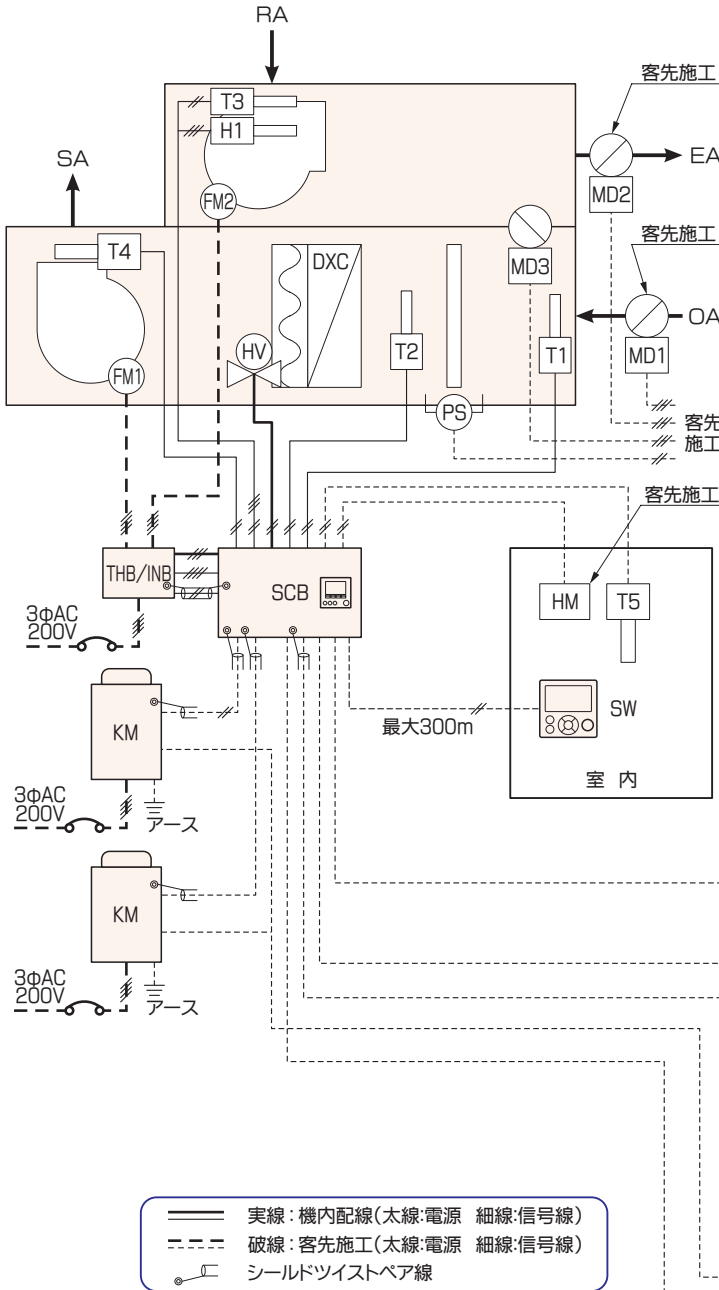 RA
客先施工
T3
H1
SA
EA
MD2
FM2
客先施工
T4
DXC
MD3
OA
HV
T2
T1
MD1
FM1
PS
客先
施工
客先施工
THB/INB
SCB
HM
T5
3ΦAC
200V
KM
SW
最大300m
室 内
3ΦAC
200V
アース
KM
3ΦAC
200V
アース
実線:機内配線(太線:電源 細線:信号線)
破線:客先施工(太線:電源 細線:信号線)
シールドツイストペア線